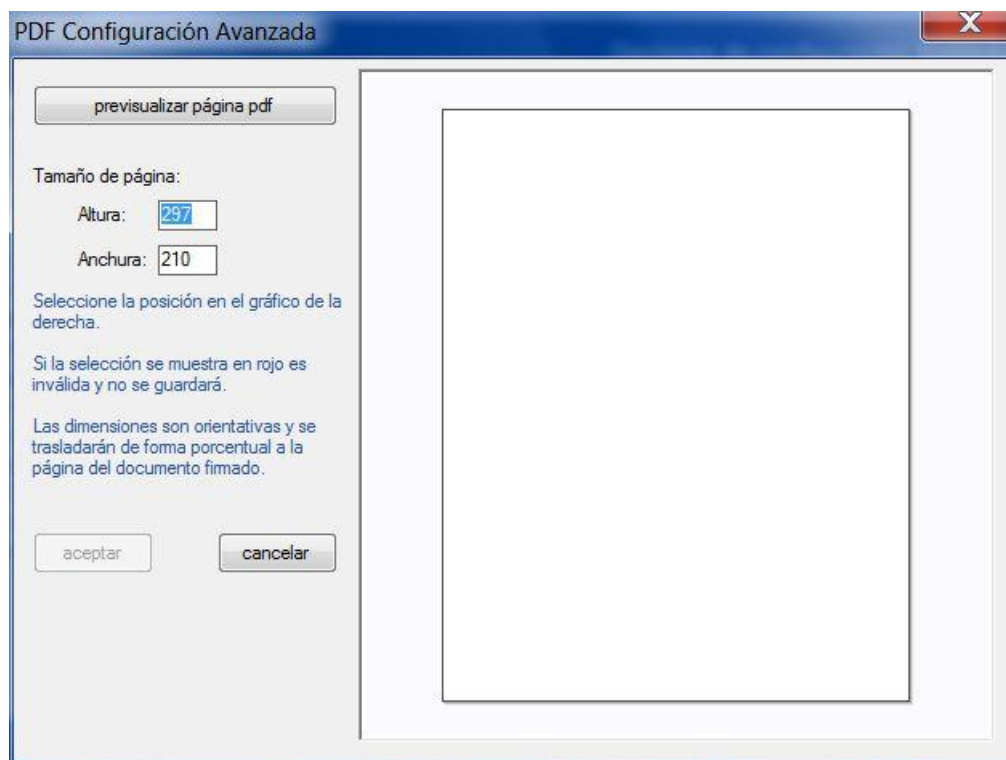 PDF Configuración Avanzada
previsualizar página pdf
Tamaño de página:
Altura: 297
Anchura: 210
Seleccione la posición en el gráfico de la
derecha.
Si la selección se muestra en rojo es
inválida y no se guardará.
Las dimensiones son orientativas y se
trasladarán de forma porcentual a la
página del documento firmado.
aceptar
cancelar